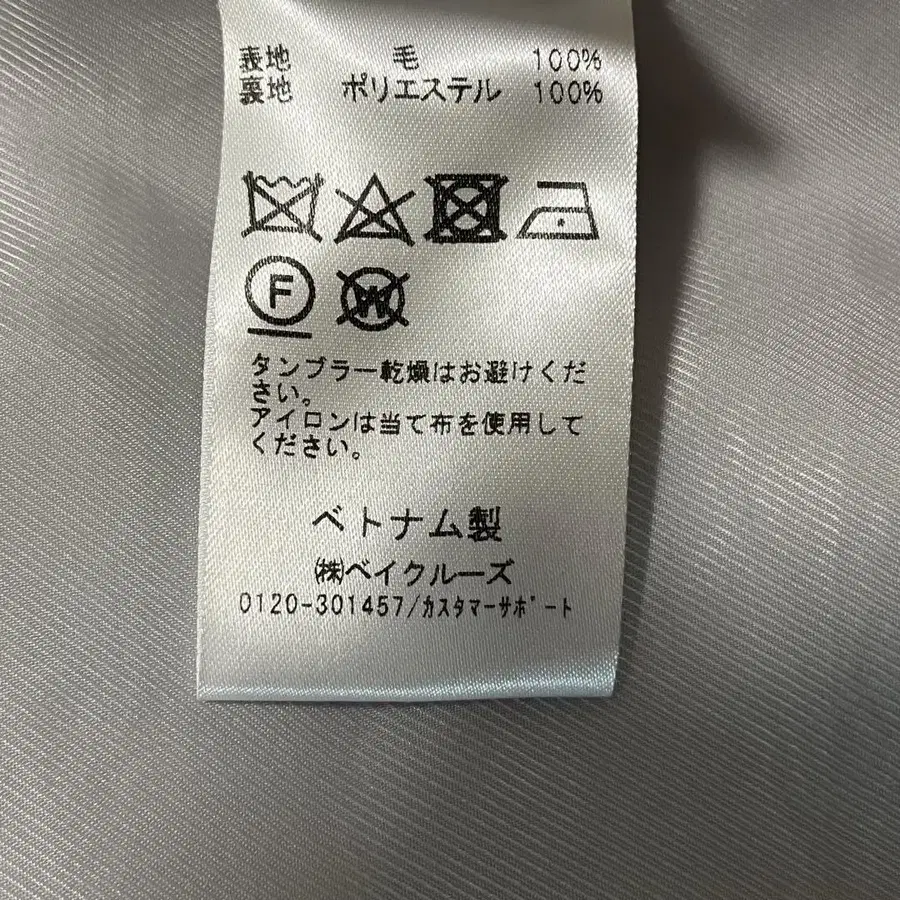 表地 毛 100%
裏地 ポリエステル 100%
F
W
タンブラー乾燥はお避けくだ
さい。
アイロンは当て布を使用して
ください。
ベトナム製
㈱ベイクルーズ
0120-301457/ｶｽﾀﾏｰｻﾎﾟｰﾄ